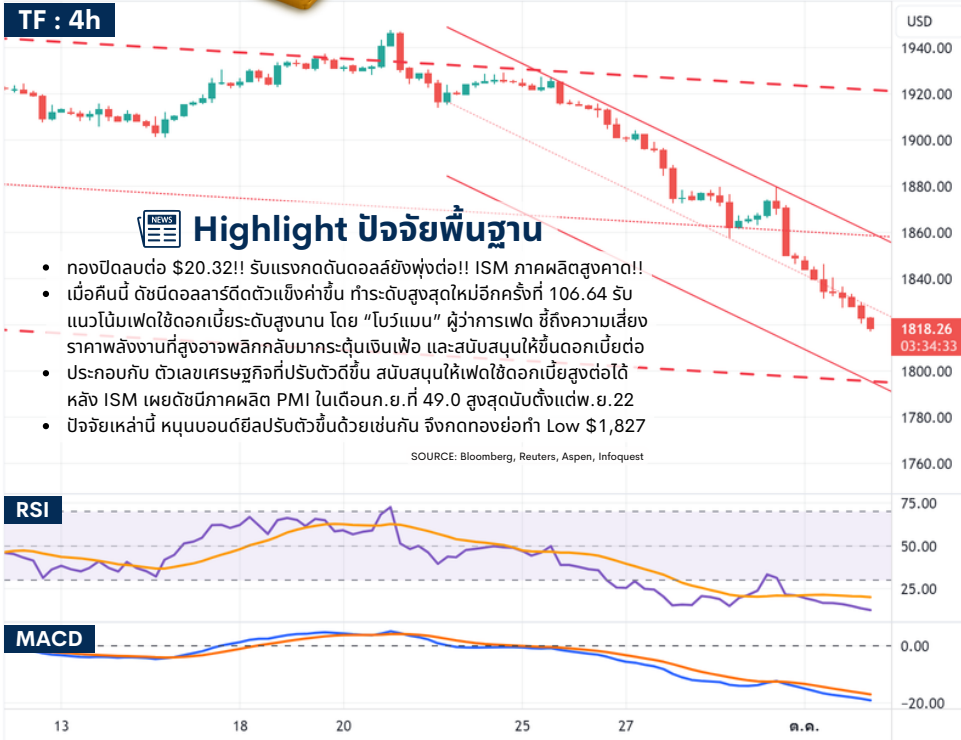 TF : 4h
USD
1940.00
1920.00
1900.00
1880.00
1860.00
1840.00
1818.26
03:34:33
1800.00
1780.00
1760.00
NEWS
Highlight ปัจจัยพื้นฐาน
• ทองปิดลบต่อ $20.32!! รับแรงกดดันดอลล์ยังพุ่งต่อ!! ISM ภาคผลิตสูงคาด!!
• เมื่อคืนนี้ ดัชนีดอลลาร์ดีดตัวแข็งค่าขึ้น ทำระดับสูงสุดใหม่อีกครั้งที่ 106.64 รับ
แนวโน้มเฟดใช้ดอกเบี้ยระดับสูงนาน โดย “โบว์แมน” ผู้ว่าการเฟด ชี้ถึงความเสี่ยง
ราคาพลังงานที่สูงอาจพลิกกลับมากระตุ้นเงินเฟ้อ และสนับสนุนให้ขึ้นดอกเบี้ยต่อ
• ประกอบกับ ตัวเลขเศรษฐกิจที่ปรับตัวดีขึ้น สนับสนุนให้เฟดใช้ดอกเบี้ยสูงต่อได้
หลัง ISM เผยดัชนีภาคผลิต PMI ในเดือนก.ย.ที่ 49.0 สูงสุดนับตั้งแต่พ.ย.22
• ปัจจัยเหล่านี้ หนุนบอนด์ยีลปรับตัวขึ้นด้วยเช่นกัน จึงกดทองย่อทำ Low $1,827
SOURCE: Bloomberg, Reuters, Aspen, Infoquest
RSI
75.00
50.00
25.00
MACD
0.00
−20.00
13
18
20
25
27
ต.ค.